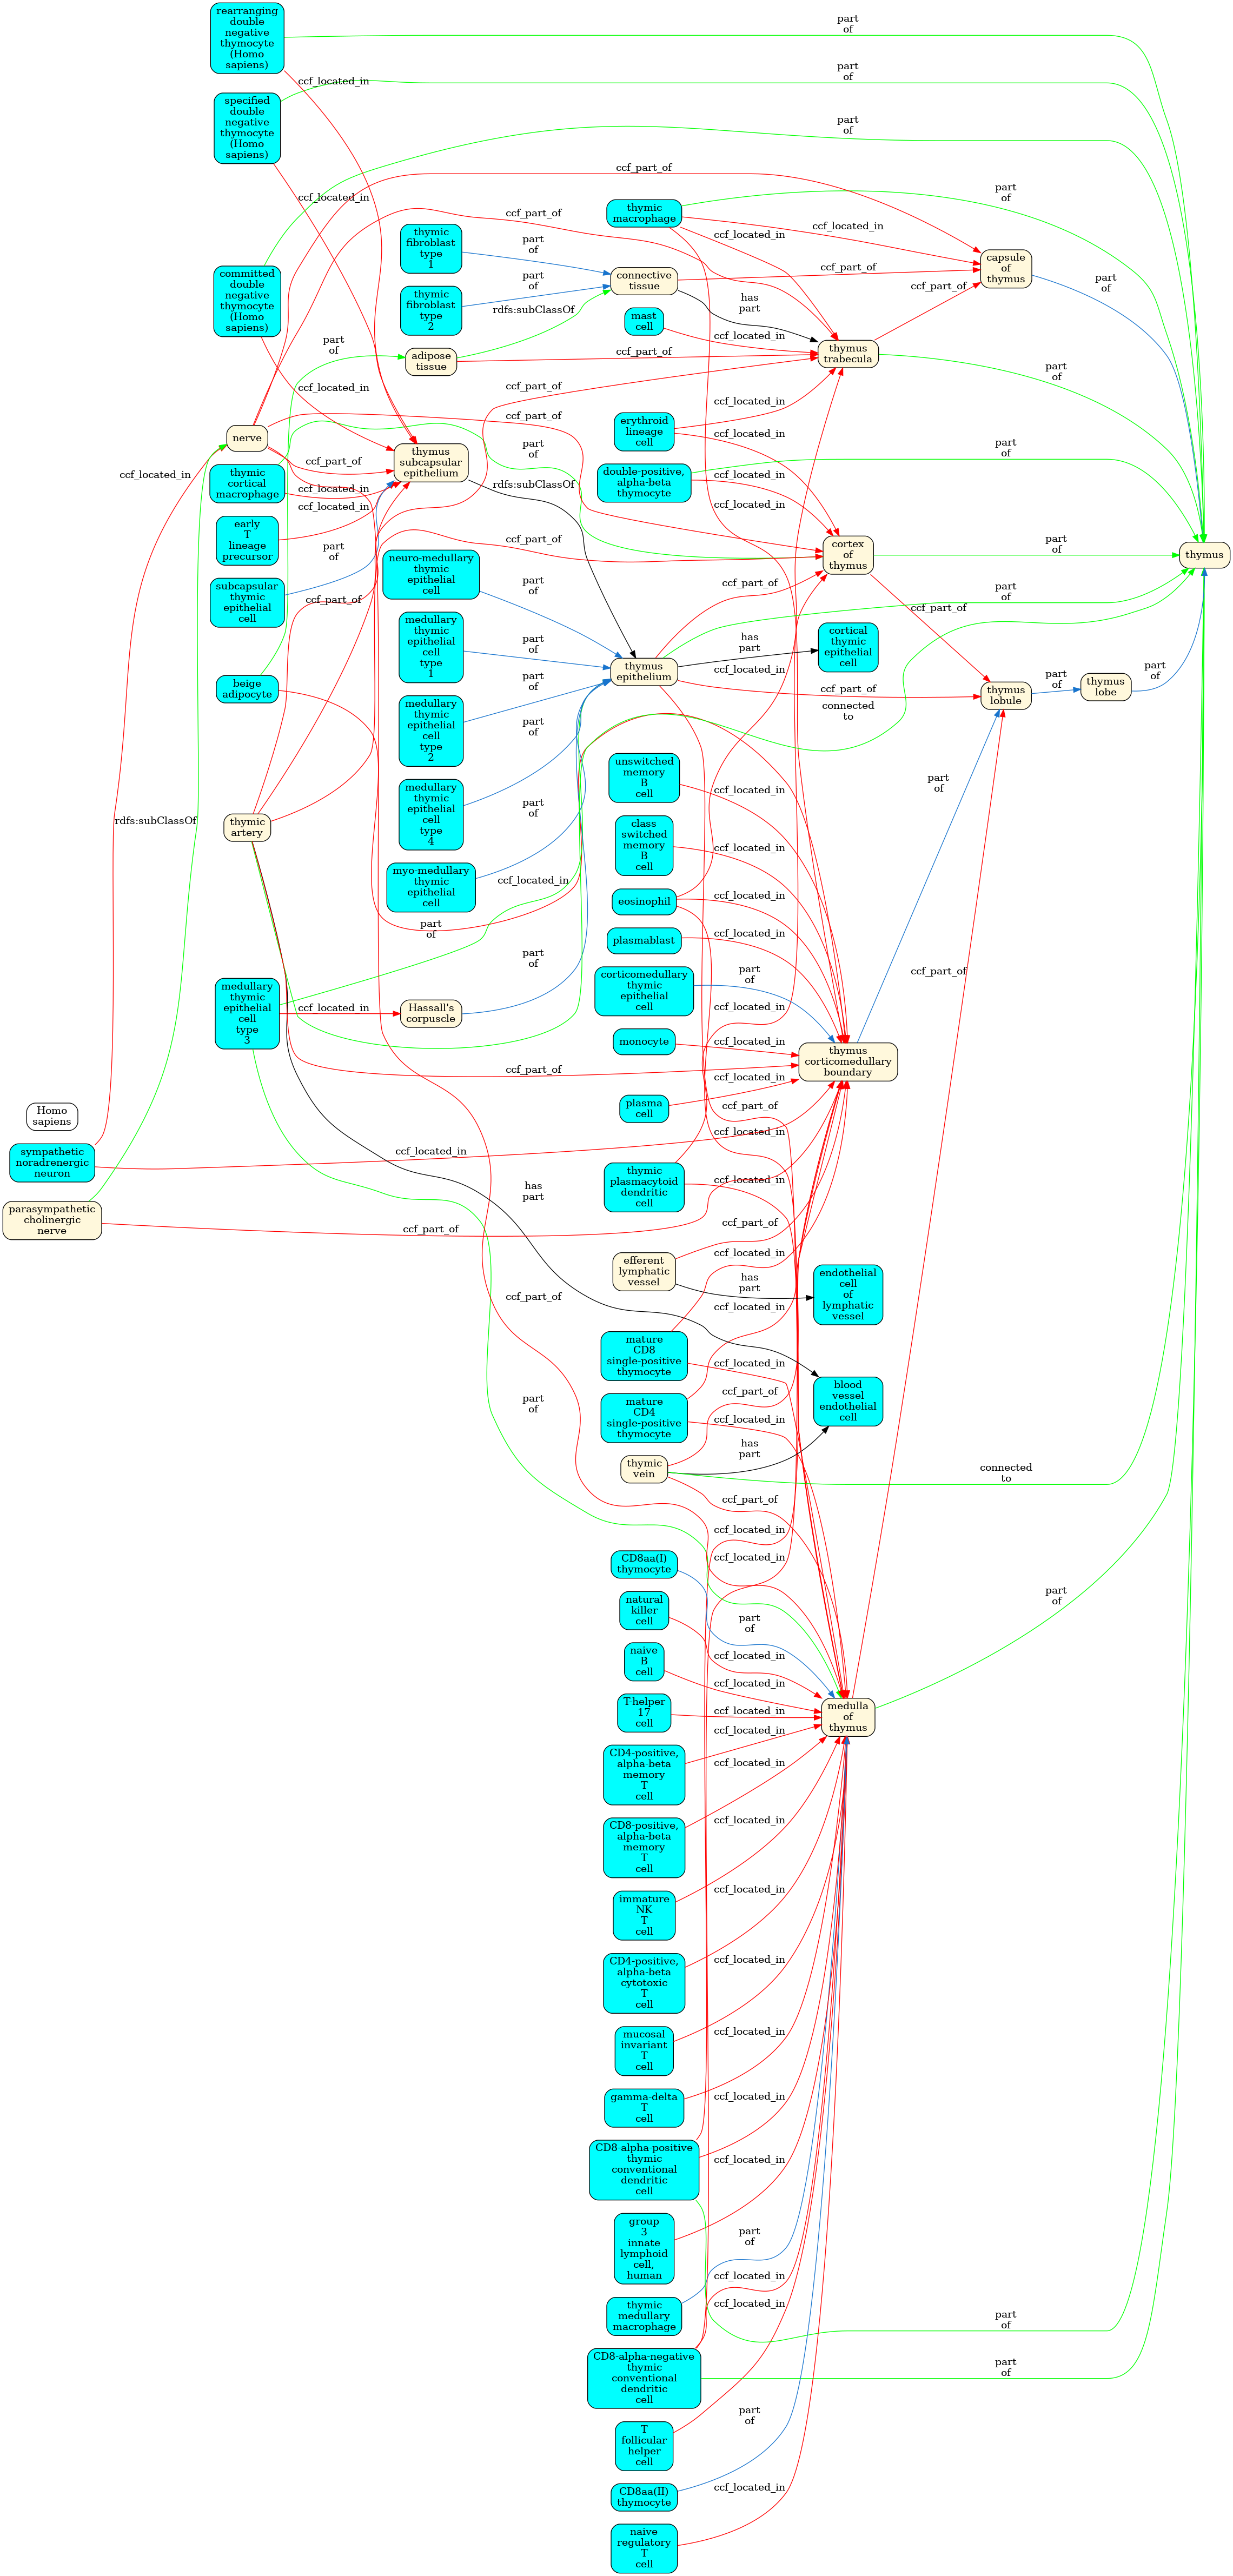 rearranging
double
negative
thymocyte
(Homo
sapiens)
specified
double
negative
thymocyte
(Homo
sapiens)
committed
double
negative
thymocyte
(Homo
sapiens)
nerve
thymic
cortical
macrophage
early
T
lineage
precursor
subcapsular
thymic
epithelial
cell
beige
adipocyte
thymic
artery
medullary
thymic
epithelial
cell
type
3
Homo
sapiens
sympathetic
noradrenergic
neuron
parasympathetic
cholinergic
nerve
ccf_located_in
rdfs:subClassOf
ccf_located_in
ccf_located_in
ccf_located_in
part
of
ccf_part_of
ccf_located_in
ccf_located_in
part
of
ccf_part_of
ccf_located_in
thymic
fibroblast
type
1
thymic
fibroblast
type
2
adipose
tissue
thymus
subcapsular
epithelium
neuro-medullary
thymic
epithelial
cell
medullary
thymic
epithelial
cell
type
1
medullary
thymic
epithelial
cell
type
2
medullary
thymic
epithelial
cell
type
4
myo-medullary
thymic
epithelial
cell
part
of
Hassall's
corpuscle
ccf_located_in
ccf_part_of
ccf_part_of
part
of
part
of
rdfs:subClassOf
ccf_part_of
ccf_part_of
part
of
rdfs:subClassOf
ccf_part_of
part
of
part
of
part
of
part
of
part
of
ccf_located_in
part
of
ccf_part_of
has
part
ccf_part_of
part
of
ccf_part_of
thymic
macrophage
connective
tissue
mast
cell
erythroid
lineage
cell
double-positive,
alpha-beta
thymocyte
thymus
epithelium
unswitched
memory
B
cell
class
switched
memory
B
cell
eosinophil
plasmablast
corticomedullary
thymic
epithelial
cell
monocyte
plasma
cell
thymic
plasmacytoid
dendritic
cell
efferent
lymphatic
vessel
mature
CD8
single-positive
thymocyte
mature
CD4
single-positive
thymocyte
thymic
vein
CD8aa(I)
thymocyte
natural
killer
cell
naive
B
cell
T-helper
17
cell
CD4-positive,
alpha-beta
memory
T
cell
CD8-positive,
alpha-beta
memory
T
cell
immature
NK
T
cell
CD4-positive,
alpha-beta
cytotoxic
T
cell
mucosal
invariant
T
cell
gamma-delta
T
cell
CD8-alpha-positive
thymic
conventional
dendritic
cell
group
3
innate
lymphoid
cell,
human
thymic
medullary
macrophage
CD8-alpha-negative
thymic
conventional
dendritic
cell
T
follicular
helper
cell
CD8aa(II)
thymocyte
naive
regulatory
T
cell
ccf_located_in
has
part
ccf_located_in
ccf_located_in
ccf_located_in
ccf_located_in
ccf_located_in
has
part
ccf_located_in
ccf_located_in
ccf_located_in
ccf_located_in
ccf_located_in
part
of
ccf_located_in
ccf_located_in
ccf_located_in
ccf_part_of
ccf_located_in
ccf_located_in
ccf_part_of
ccf_located_in
has
part
ccf_located_in
ccf_located_in
ccf_part_of
ccf_located_in
has
part
ccf_part_of
ccf_located_in
ccf_located_in
part
of
ccf_located_in
ccf_located_in
ccf_located_in
ccf_located_in
ccf_located_in
ccf_located_in
ccf_located_in
ccf_located_in
ccf_located_in
ccf_located_in
ccf_located_in
part
of
ccf_located_in
ccf_located_in
part
of
ccf_located_in
part
of
part
of
part
of
ccf_located_in
ccf_part_of
ccf_part_of
thymus
trabecula
cortex
of
thymus
cortical
thymic
epithelial
cell
ccf_part_of
connected
to
thymus
corticomedullary
boundary
endothelial
cell
of
lymphatic
vessel
blood
vessel
endothelial
cell
medulla
of
thymus
ccf_part_of
ccf_part_of
part
of
ccf_part_of
part
of
capsule
of
thymus
part
of
part
of
thymus
lobule
connected
to
part
of
part
of
part
of
part
of
part
of
part
of
part
of
thymus
lobe
part
of
thymus